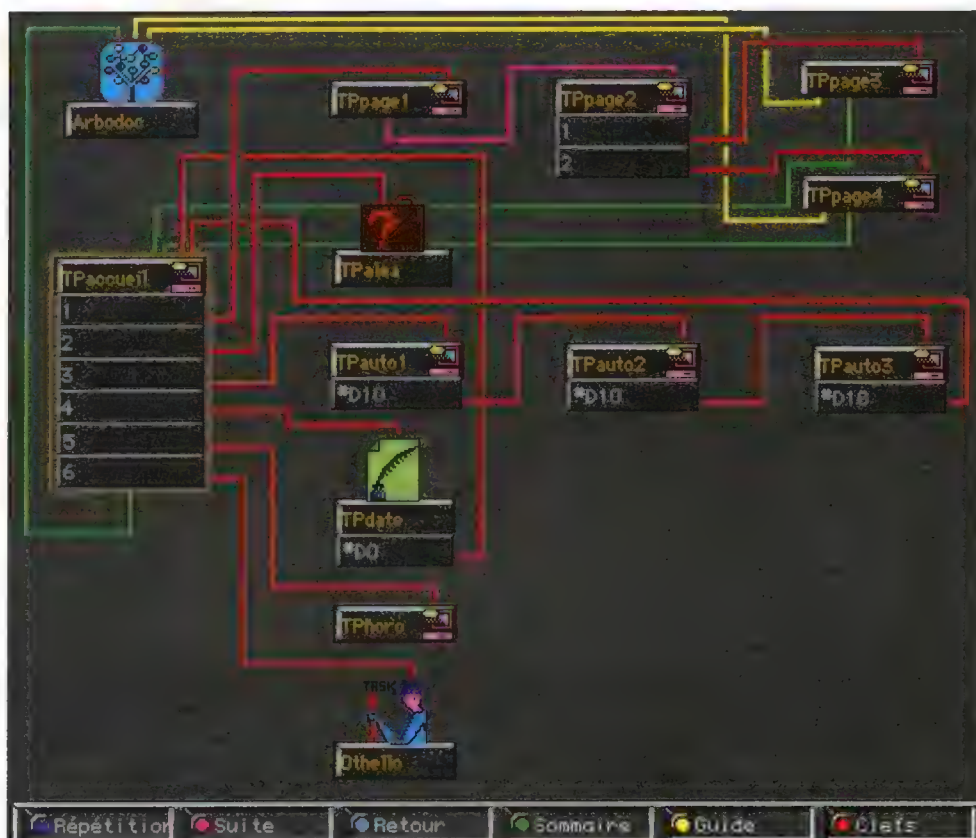 Arbodoc
TPpage1
TPpage2
1
2
TPpage3
TPpage4
TPalea
TPaccueil
1
2
3
4
5
6
TPauto1
*D10
TPauto2
*D10
TPauto3
*D10
TPdate
*D0
TPhoro
TASK
Othello
Répétition
Suite
Retour
Sommaire
Guide
Clefs